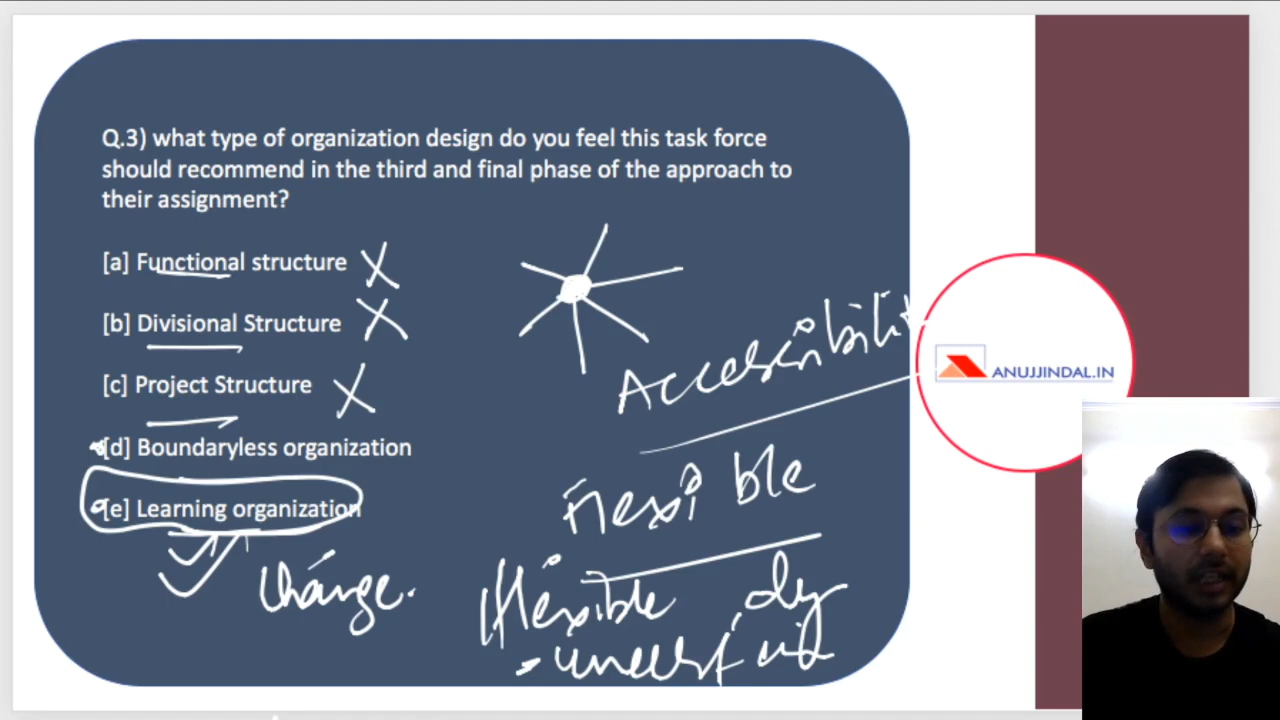 Q.3) what type of organization design do you feel this task force
should recommend in the third and final phase of the approach to
their assignment?
[a] Functional structure
[b] Divisional Structure
[c] Project Structure
[d] Boundaryless organization
[e] Learning organization
Accessibilit
ANUJJINDAL.IN
flexible
Change.
flexible, dy